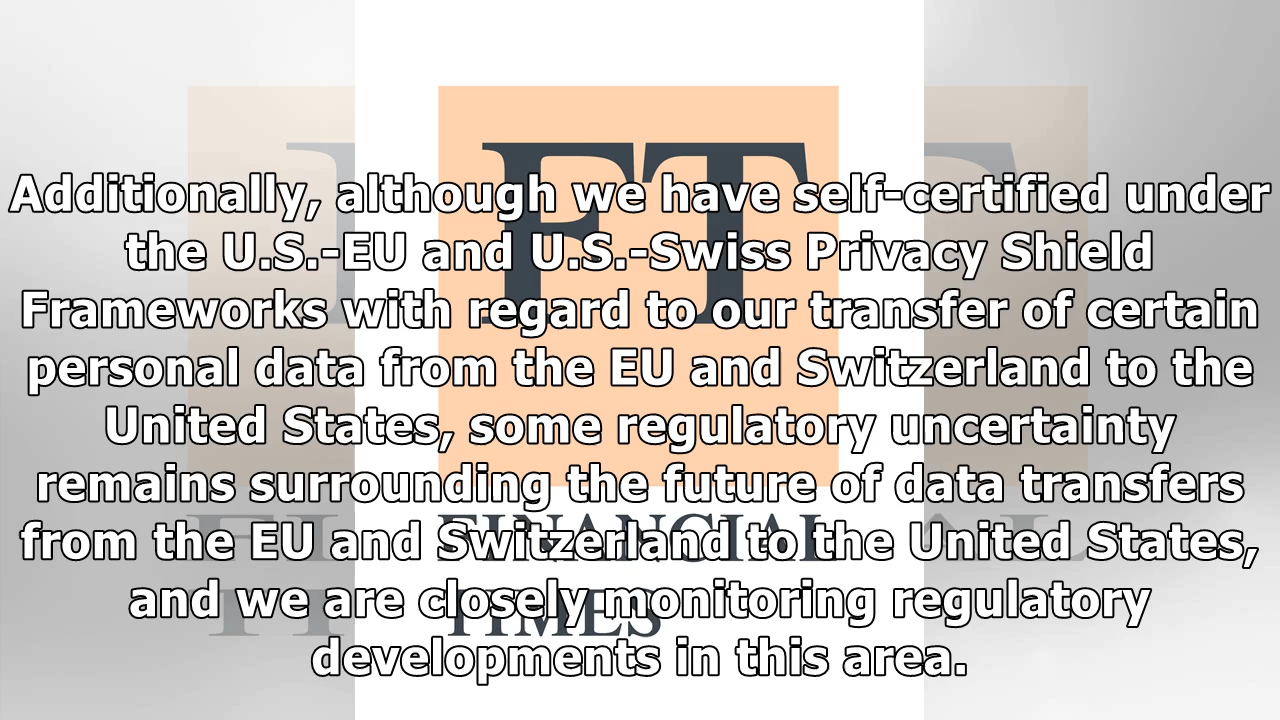 FT
Additionally, although we have self-certified under
the U.S.-EU and U.S.-Swiss Privacy Shield
Frameworks with regard to our transfer of certain
personal data from the EU and Switzerland to the
United States, some regulatory uncertainty
remains surrounding the future of data transfers
from the EU and Switzerland to the United States,
and we are closely monitoring regulatory
developments in this area.
FINANCIAL
TIMES